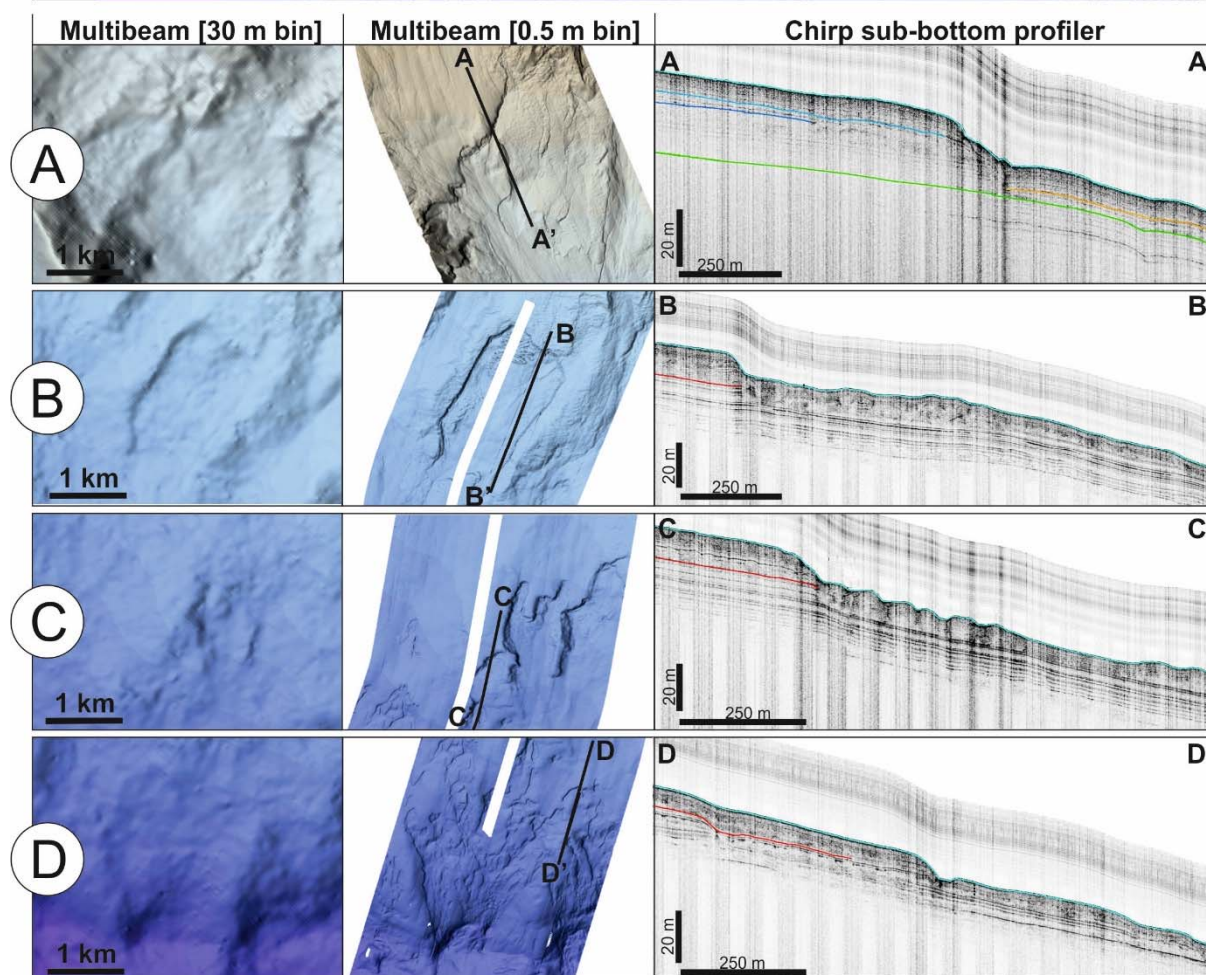 Multibeam [30 m bin] Multibeam [0.5 m bin] Chirp sub-bottom profiler
A
1 km
A
A'
A A
20 m
250 m
B
1 km
B
B'
B B
20 m
250 m
C
1 km
C
C
C C
20 m
250 m
D
1 km
D
D'
D D
20 m
250 m